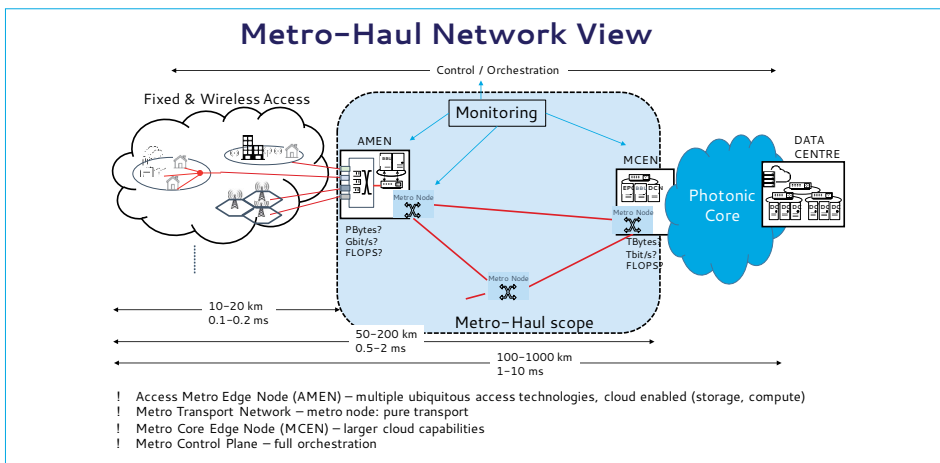 Metro-Haul Network View
Control / Orchestration
Fixed & Wireless Access
Monitoring
AMEN
BBU
MCEN
EPC BBU DCN
DATA
CENTRE
Metro Node
Metro Node
Photonic
Core
PBytes?
Gbit/s?
FLOPS?
TBytes?
Tbit/s?
FLOPS?
Metro Node
Metro-Haul scope
10-20 km
0.1-0.2 ms
50-200 km
0.5-2 ms
100-1000 km
1-10 ms
! Access Metro Edge Node (AMEN) – multiple ubiquitous access technologies, cloud enabled (storage, compute)
! Metro Transport Network – metro node: pure transport
! Metro Core Edge Node (MCEN) – larger cloud capabilities
! Metro Control Plane – full orchestration